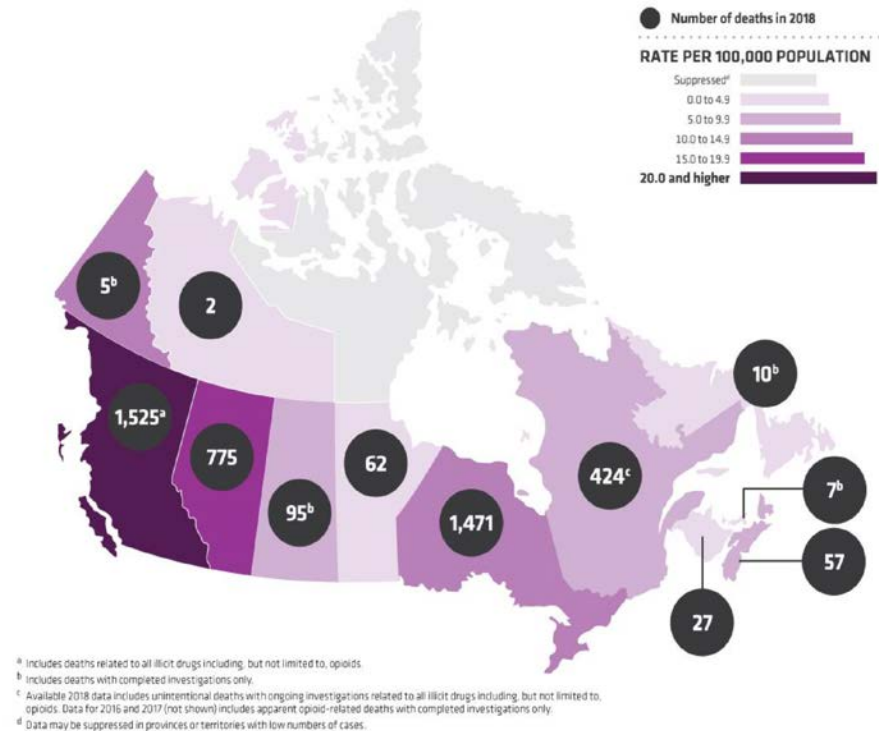 Number of deaths in 2018
RATE PER 100,000 POPULATION
Suppressedᵈ
0.0 to 4.9
5.0 to 9.9
10.0 to 14.9
15.0 to 19.9
20.0 and higher
5ᵇ
2
10ᵇ
1,525ᵃ
775
62
424ᶜ
7ᵇ
95ᵇ
1,471
57
27
ᵃ Includes deaths related to all illicit drugs including, but not limited to, opioids.
ᵇ Includes deaths with completed investigations only.
ᶜ Available 2018 data includes unintentional deaths with ongoing investigations related to all illicit drugs including, but not limited to,
opioids. Data for 2016 and 2017 (not shown) includes apparent opioid-related deaths with completed investigations only.
ᵈ Data may be suppressed in provinces or territories with low numbers of cases.